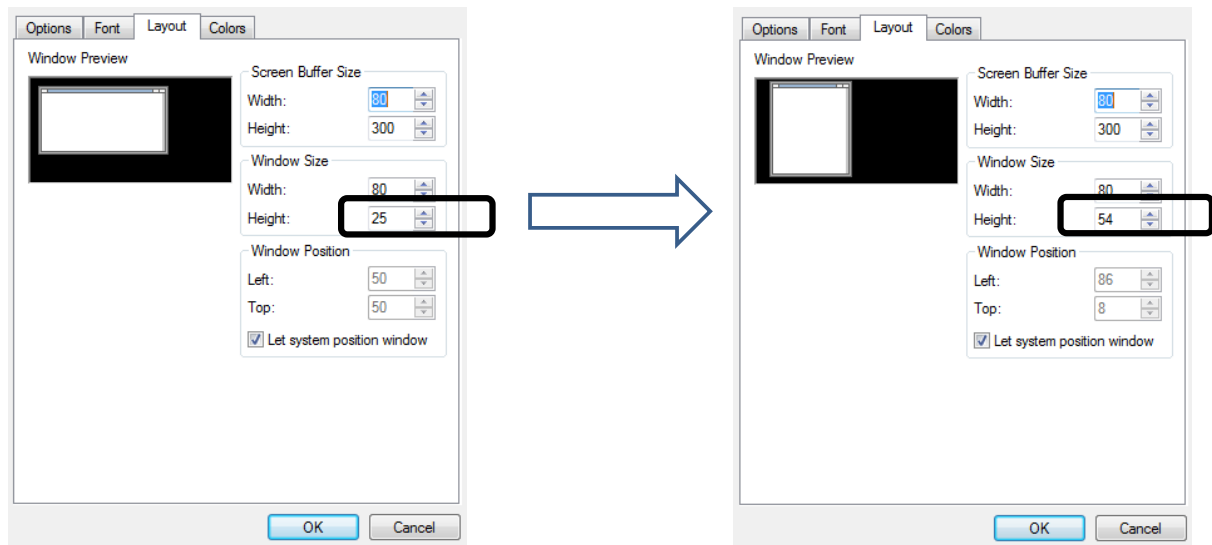 Options Font Layout Colors
Window Preview
Screen Buffer Size
Width: 80
Height: 300
Window Size
Width: 80
Height: 25
Window Position
Left: 50
Top: 50
Let system position window
OK Cancel
Options Font Layout Colors
Window Preview
Screen Buffer Size
Width: 80
Height: 300
Window Size
Width: 80
Height: 54
Window Position
Left: 86
Top: 8
Let system position window
OK Cancel